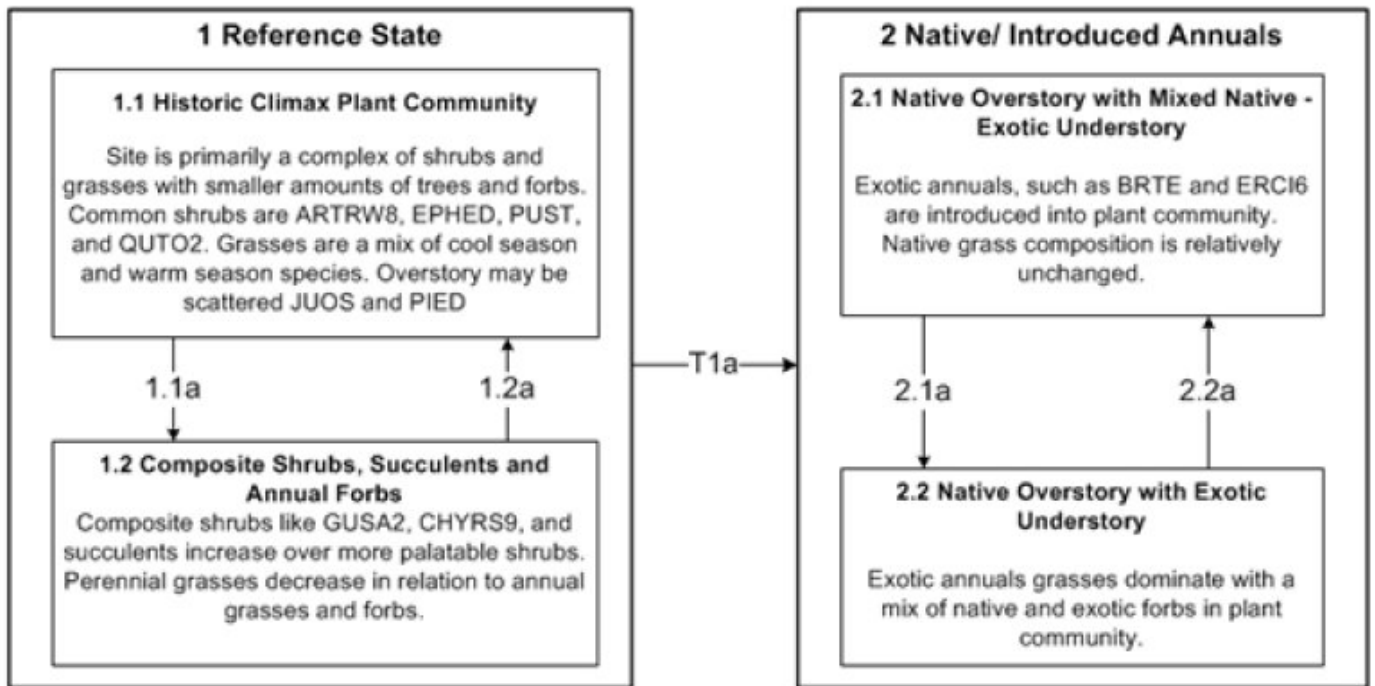 1 Reference State
1.1 Historic Climax Plant Community
Site is primarily a complex of shrubs and
grasses with smaller amounts of trees and forbs.
Common shrubs are ARTRW8, EPHED, PUST,
and QUTO2. Grasses are a mix of cool season
and warm season species. Overstory may be
scattered JUOS and PIED
1.1a
1.2a
1.2 Composite Shrubs, Succulents and
Annual Forbs
Composite shrubs like GUSA2, CHYRS9, and
succulents increase over more palatable shrubs.
Perennial grasses decrease in relation to annual
grasses and forbs.
T1a
2 Native/ Introduced Annuals
2.1 Native Overstory with Mixed Native -
Exotic Understory
Exotic annuals, such as BRTE and ERCI6
are introduced into plant community.
Native grass composition is relatively
unchanged.
2.1a
2.2a
2.2 Native Overstory with Exotic
Understory
Exotic annuals grasses dominate with a
mix of native and exotic forbs in plant
community.